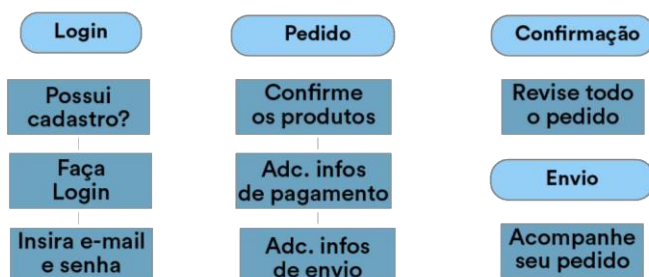 Login
Possui
cadastro?
Faça
Login
Insira e-mail
e senha
Pedido
Confirme
os produtos
Adc. infos
de pagamento
Adc. infos
de envio
Confirmação
Revise todo
o pedido
Envio
Acompanhe
seu pedido